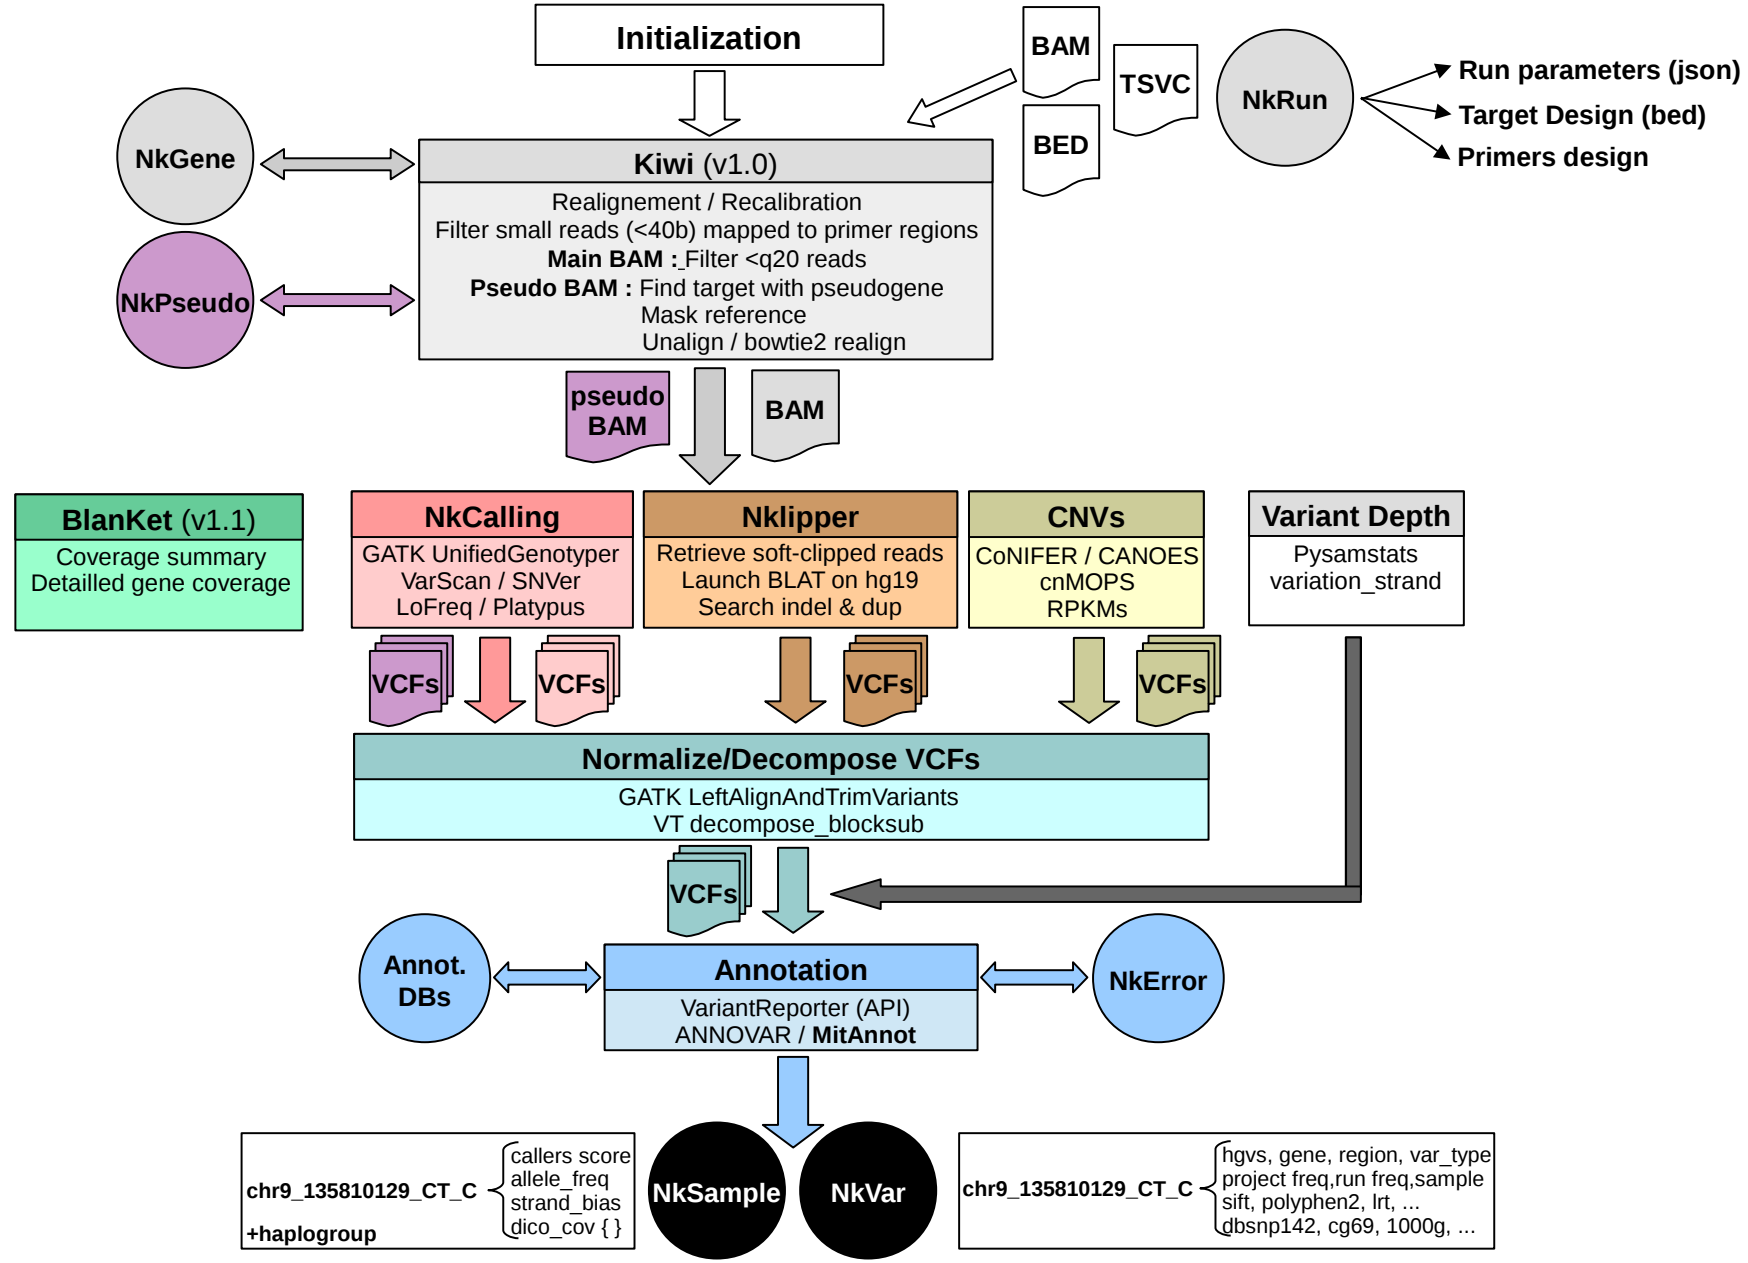 Initialization
BAM
TSVC
BED
NkRun
Run parameters (json)
Target Design (bed)
Primers design
NkGene
NkPseudo
Kiwi (v1.0)
Realignement / Recalibration
Filter small reads (<40b) mapped to primer regions
Main BAM : Filter <q20 reads
Pseudo BAM : Find target with pseudogene
Mask reference
Unalign / bowtie2 realign
pseudo
BAM
BAM
BlanKet (v1.1)
Coverage summary
Detailled gene coverage
NkCalling
GATK UnifiedGenotyper
VarScan / SNVer
LoFreq / Platypus
Nklipper
Retrieve soft-clipped reads
Launch BLAT on hg19
Search indel & dup
CNVs
CoNIFER / CANOES
cnMOPS
RPKMs
Variant Depth
Pysamstats
variation_strand
VCFs
VCFs
VCFs
VCFs
Normalize/Decompose VCFs
GATK LeftAlignAndTrimVariants
VT decompose_blocksub
VCFs
Annot.
DBs
Annotation
VariantReporter (API)
ANNOVAR / MitAnnot
NkError
chr9_135810129_CT_C
+haplogroup
callers score
allele_freq
strand_bias
dico_cov { }
NkSample
NkVar
chr9_135810129_CT_C
hgvs, gene, region, var_type
project freq,run freq,sample
sift, polyphen2, lrt, ...
dbsnp142, cg69, 1000g, ...